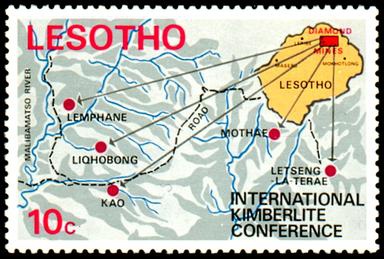 LESOTHO
DIAMOND
MINES
LERIBE
MASERU
MOKHOTLONG
LESOTHO
MALIBAMATSO RIVER
LEMPHANE
ROAD
MOTHAE
LIQHOBONG
LETSENG
-LA-TERAE
KAO
10c
INTERNATIONAL
KIMBERLITE
CONFERENCE